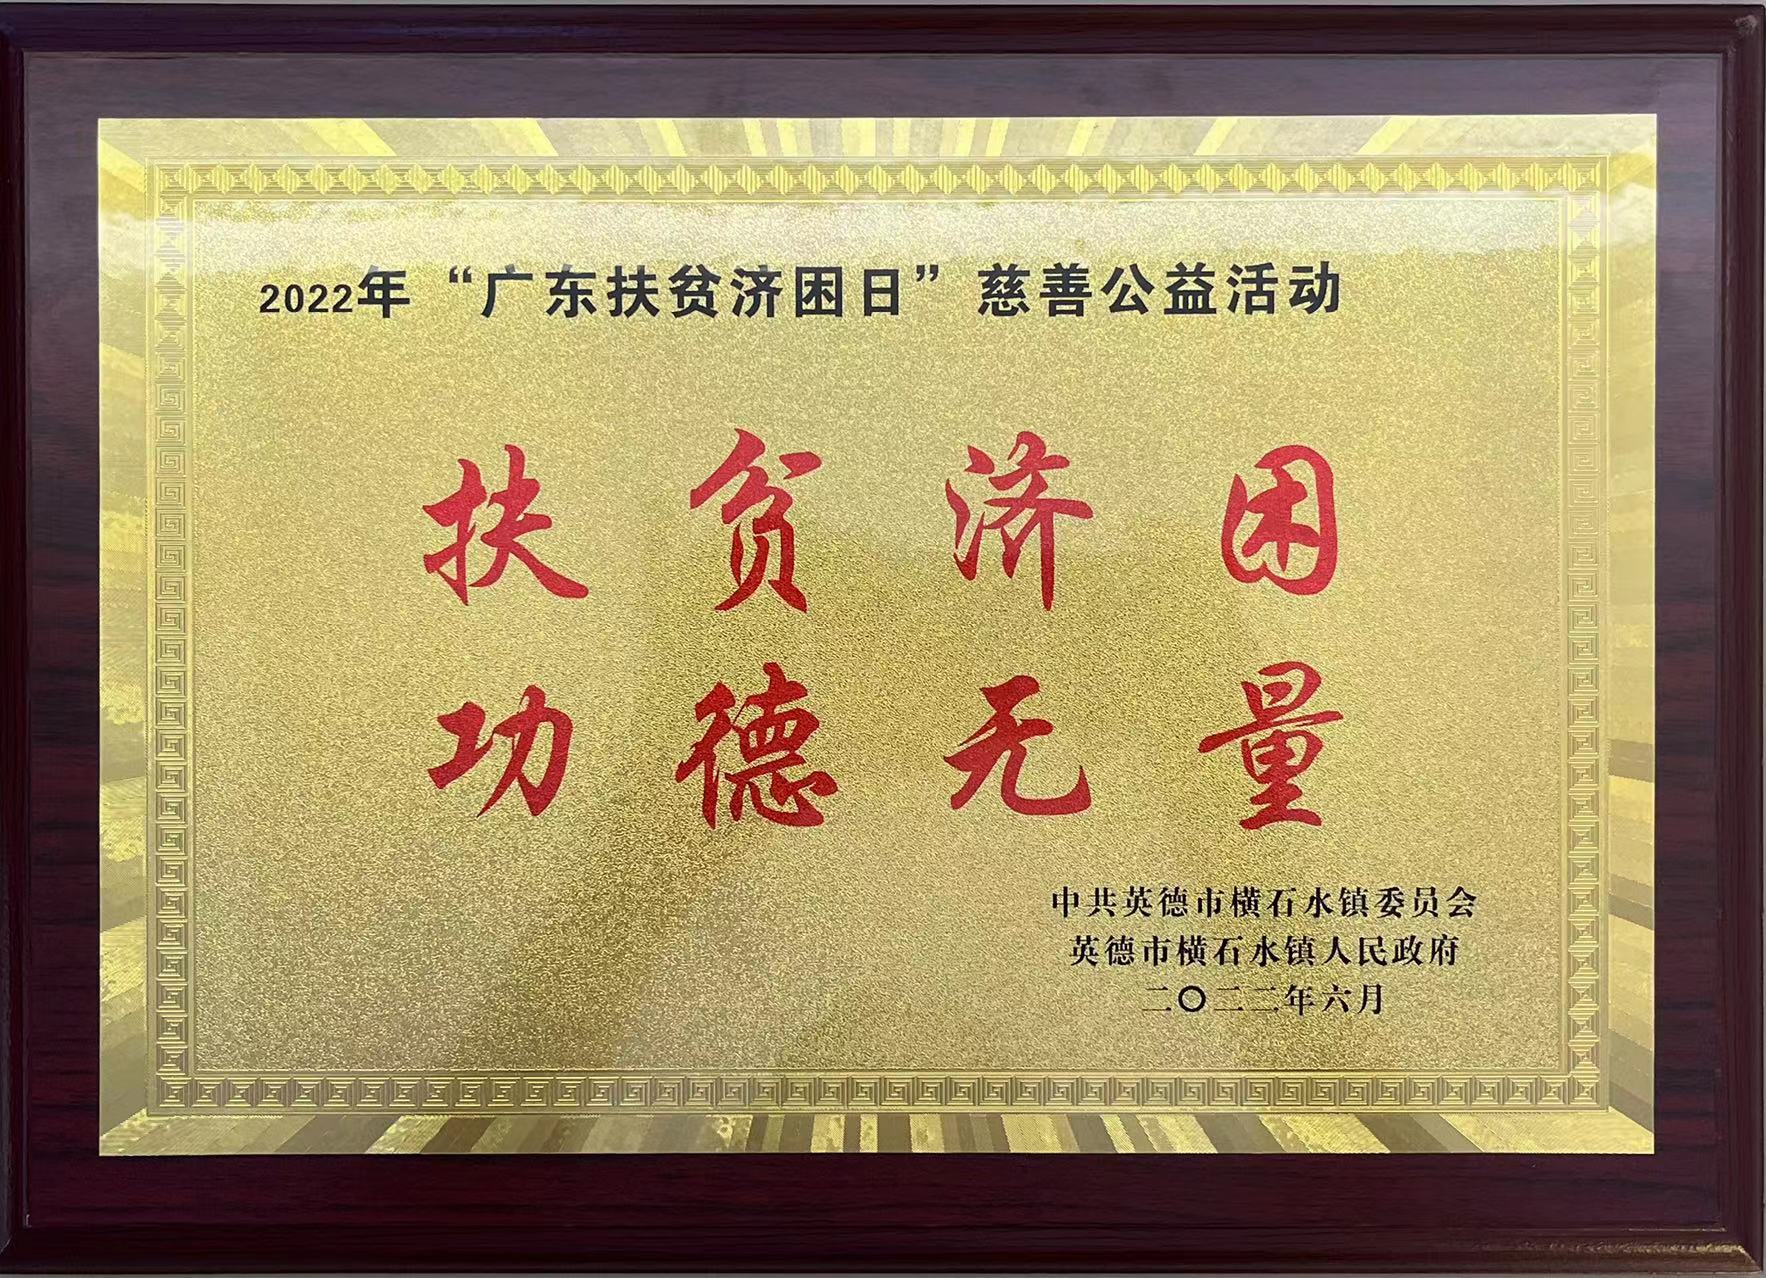 2022年“广东扶贫济困日”慈善公益活动
扶贫济困
功德无量
中共英德市横石水镇委员会
英德市横石水镇人民政府
二〇二二年六月